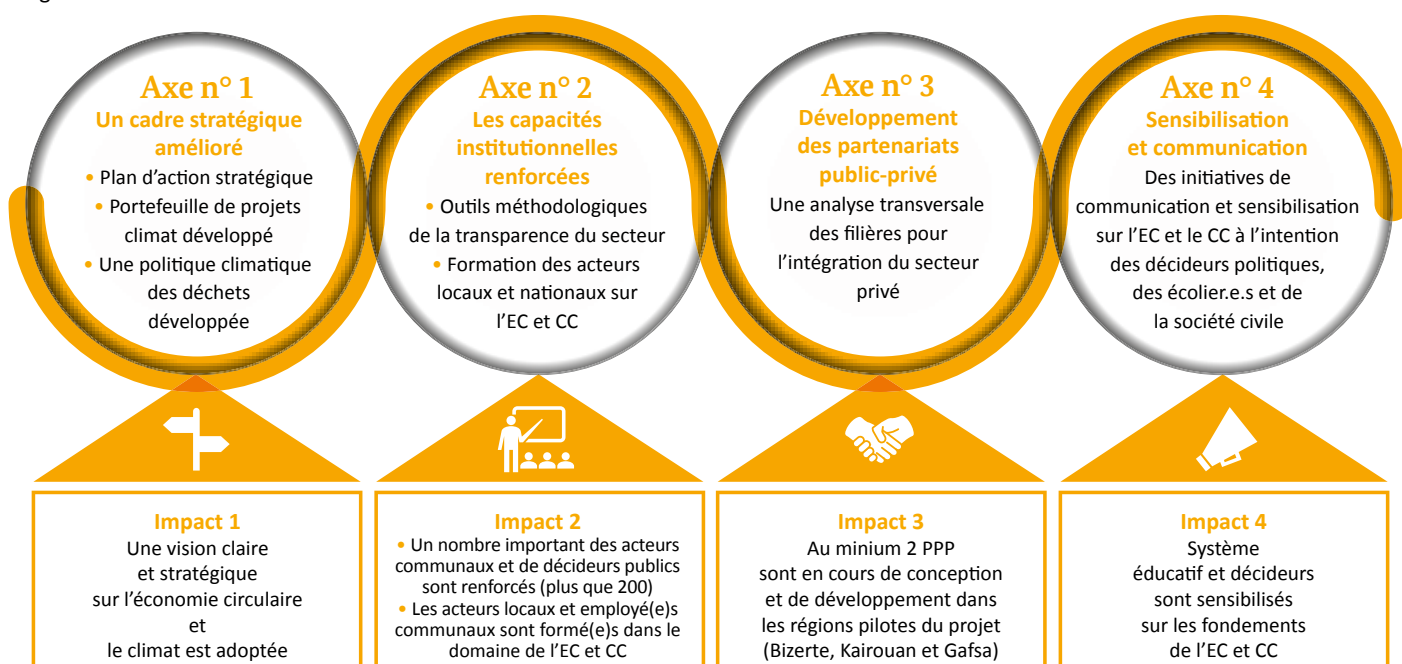 Axe n° 1
Un cadre stratégique
amélioré
• Plan d'action stratégique
• Portefeuille de projets
climat développé
• Une politique climatique
des déchets
développée
Axe n° 2
Les capacités
institutionnelles
renforcées
• Outils méthodologiques
de la transparence du secteur
• Formation des acteurs
locaux et nationaux sur
l'EC et CC
Axe n° 3
Développement
des partenariats
public-privé
Une analyse transversale
des filières pour
l'intégration du secteur
privé
Axe n° 4
Sensibilisation
et communication
Des initiatives de
communication et sensibilisation
sur l'EC et le CC à l'intention
des décideurs politiques,
des écolier.e.s et de
la société civile
Impact 1
Une vision claire
et stratégique
sur l'économie circulaire
et
le climat est adoptée
Impact 2
• Un nombre important des acteurs
communaux et de décideurs publics
sont renforcés (plus que 200)
• Les acteurs locaux et employé(e)s
communaux sont formé(e)s dans le
domaine de l'EC et CC
Impact 3
Au minium 2 PPP
sont en cours de conception
et de développement dans
les régions pilotes du projet
(Bizerte, Kairouan et Gafsa)
Impact 4
Système
éducatif et décideurs
sont sensibilisés
sur les fondements
de l'EC et CC